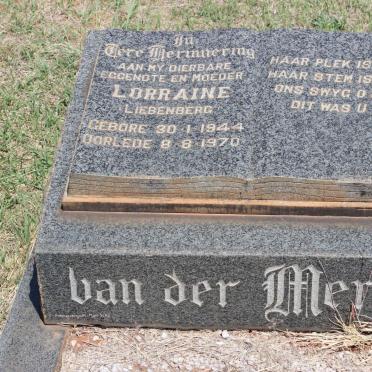 In
Tere Herinnering
AAN MY DIERBARE
EGGENOTE EN MOEDER
LORRAINE
LIEBENBERG
GEBORE 30·1·1944
OORLEDE 8·8·1970
HAAR PLEK IS
HAAR STEM IS
ONS SWYG O
DIT WAS U
van der Mer